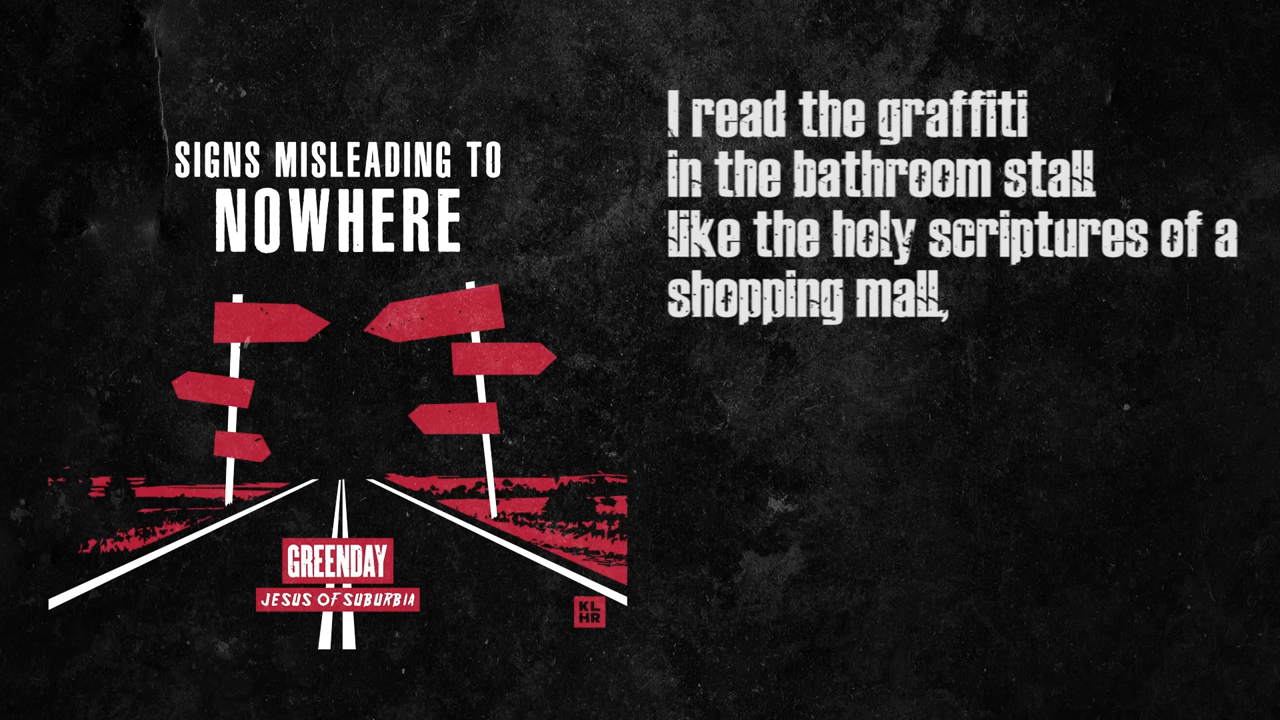 SIGNS MISLEADING TO
NOWHERE
GREENDAY
JESUS OF SUBURBIA
KL
HR
I read the graffiti
in the bathroom stall
like the holy scriptures of a
shopping mall,